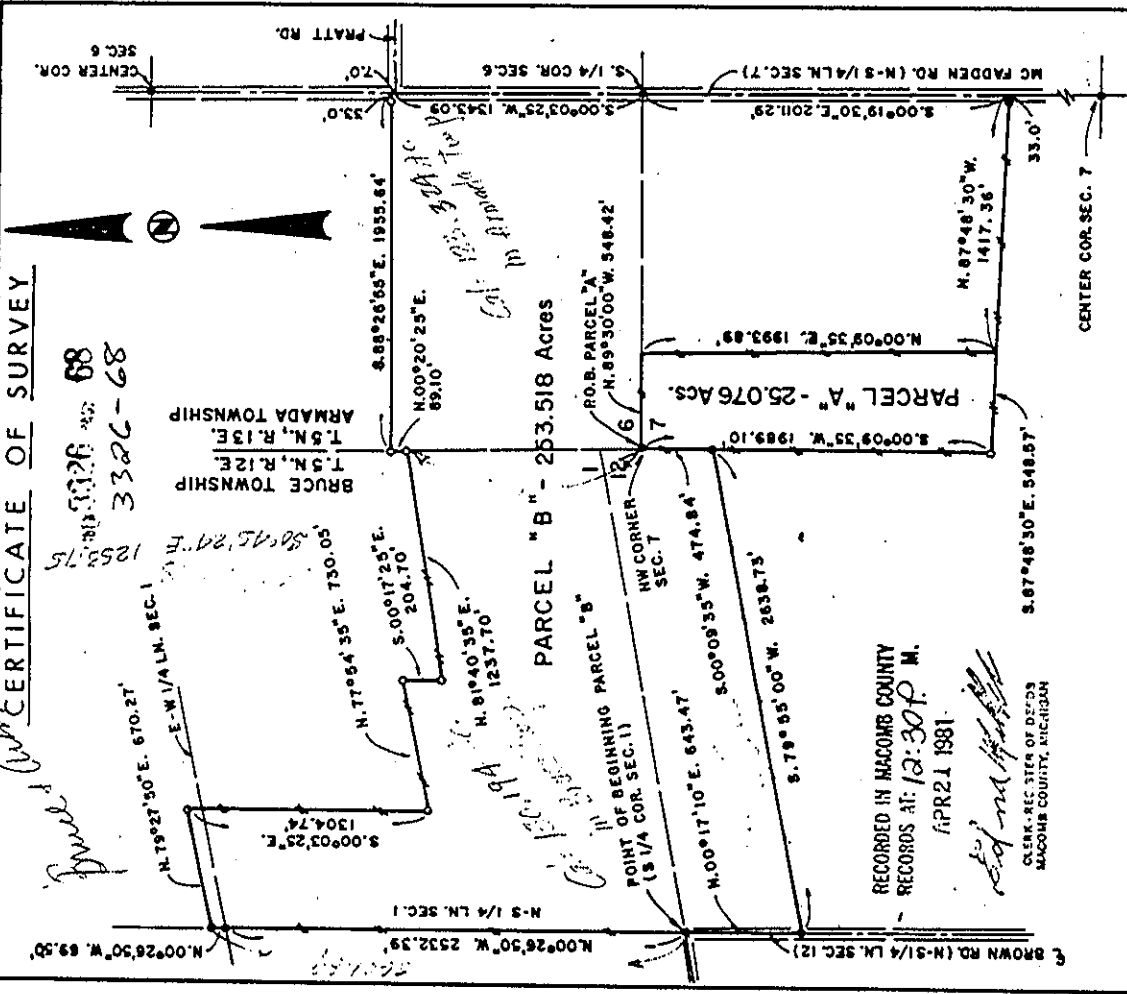 CERTIFICATE OF SURVEY
3326-68
BRUCE TOWNSHIP
T. 5 N., R. 12 E.
T. 5 N., R. 13 E.
ARMADA TOWNSHIP
CENTER COR.
SEC. 6
PRATT RD.
7.0'
33.0'
S.00°03'25"W. 1343.09
S. 1/4 COR. SEC. 6
MC FADDEN RD. (N-S 1/4 LN. SEC. 7)
S.00°19'30"E. 2011.29'
33.0'
CENTER COR. SEC. 7
S.88°26'55"E. 1955.64'
N.00°20'25"E.
89.10'
N.79°27'50"E. 670.27'
E-W 1/4 LN. SEC. 1
S.00°03'25"E.
1304.74'
N.77°54'35"E. 730.05'
S.00°17'25"E.
204.70'
N.81°40'35"E.
1237.70'
1255.75
PARCEL "B" - 253.518 Acres
P.O.B. PARCEL "A"
N.89°30'00"W. 548.42'
6
7
1
12
NW CORNER
SEC. 7
N.00°09'35"E. 1993.89'
PARCEL "A" - 25.076 Acs.
S.00°09'35"W. 1989.10'
N.87°48'30"W.
1417.36'
S.87°48'30"E. 548.57'
S.00°09'35"W. 474.84'
S.79°55'00"W. 2638.73'
N.00°17'10"E. 643.47'
POINT OF BEGINNING PARCEL "B"
(S 1/4 COR. SEC. 1)
N-S 1/4 LN. SEC. 1
N.00°26'50"W. 2532.39'
N.00°26'50"W. 69.50'
BROWN RD. (N-S 1/4 LN. SEC. 12)
RECORDED IN MACOMB COUNTY
RECORDS AT: 12:30 P. M.
APR 21 1981
CLERK-REGISTER OF DEEDS
MACOMB COUNTY, MICHIGAN